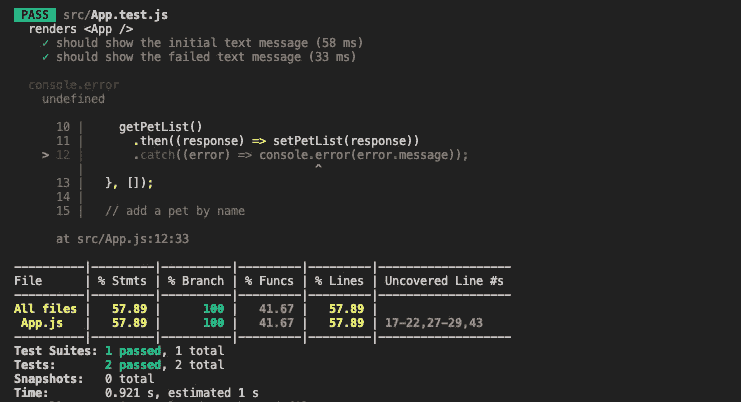 PASS src/App.test.js
renders <App />
✓ should show the initial text message (58 ms)
✓ should show the failed text message (33 ms)
console.error
undefined
10 | getPetList()
11 | .then((response) => setPetList(response))
> 12 | .catch((error) => console.error(error.message));
| ^
13 | }, []);
14 |
15 | // add a pet by name
at src/App.js:12:33
----------|---------|----------|---------|---------|-------------------
File | % Stmts | % Branch | % Funcs | % Lines | Uncovered Line #s
----------|---------|----------|---------|---------|-------------------
All files | 57.89 | 100 | 41.67 | 57.89 |
App.js | 57.89 | 100 | 41.67 | 57.89 | 17-22,27-29,43
----------|---------|----------|---------|---------|-------------------
Test Suites: 1 passed, 1 total
Tests: 2 passed, 2 total
Snapshots: 0 total
Time: 0.921 s, estimated 1 s